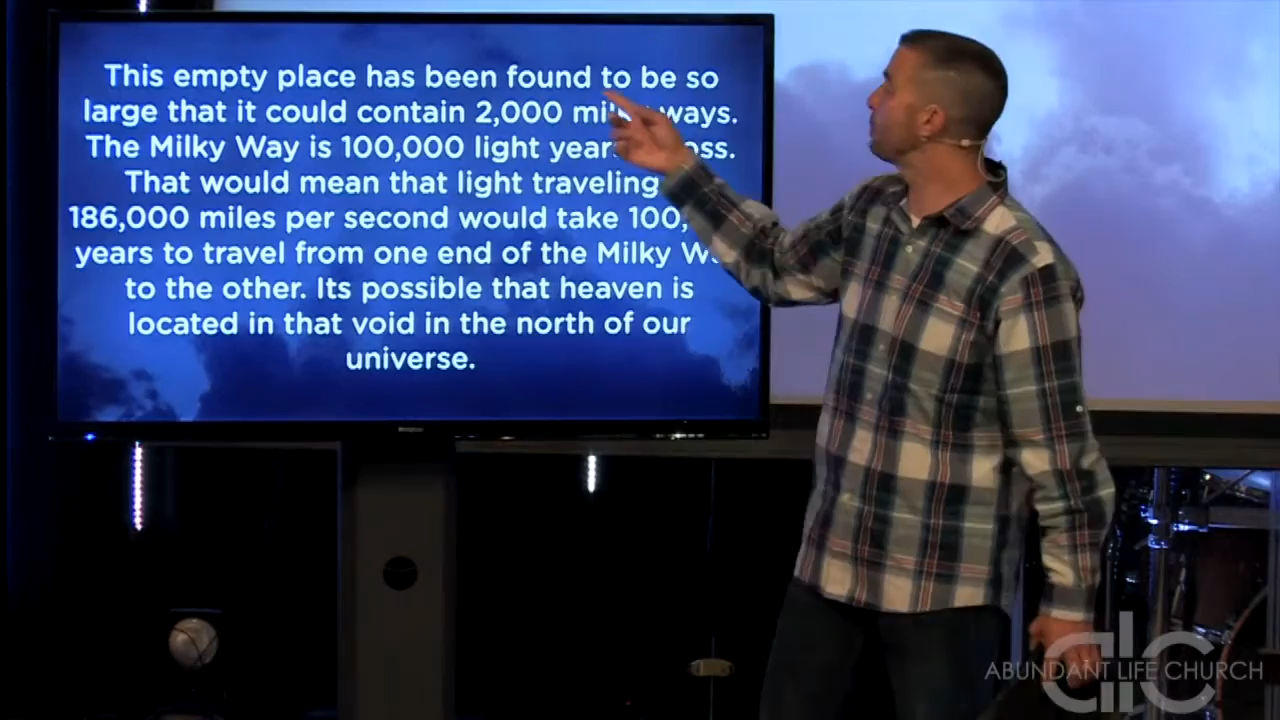 This empty place has been found to be so
large that it could contain 2,000 ways.
The Milky Way is 100,000 light
That would mean that light traveling
186,000 miles per second would take
years to travel from one end of the Milky
to the other. Its possible that heaven is
located in that void in the north of our
universe.
alc
ABUNDANT LIFE CHURCH